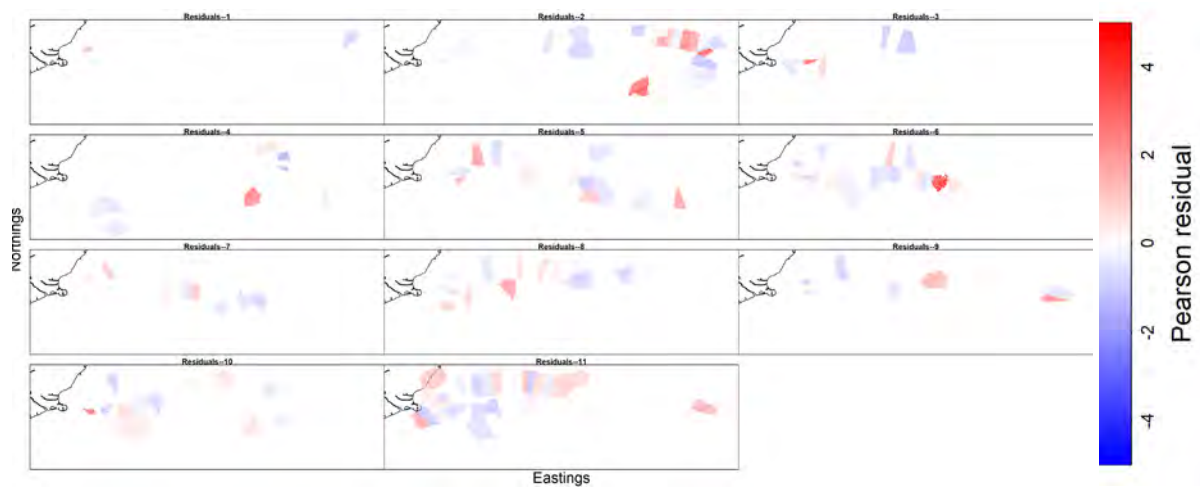 Residuals--1
Residuals--2
Residuals--3
Residuals--4
Residuals--5
Residuals--6
Residuals--7
Residuals--8
Residuals--9
Residuals--10
Residuals--11
Northings
Eastings
4
2
0
-2
-4
Pearson residual